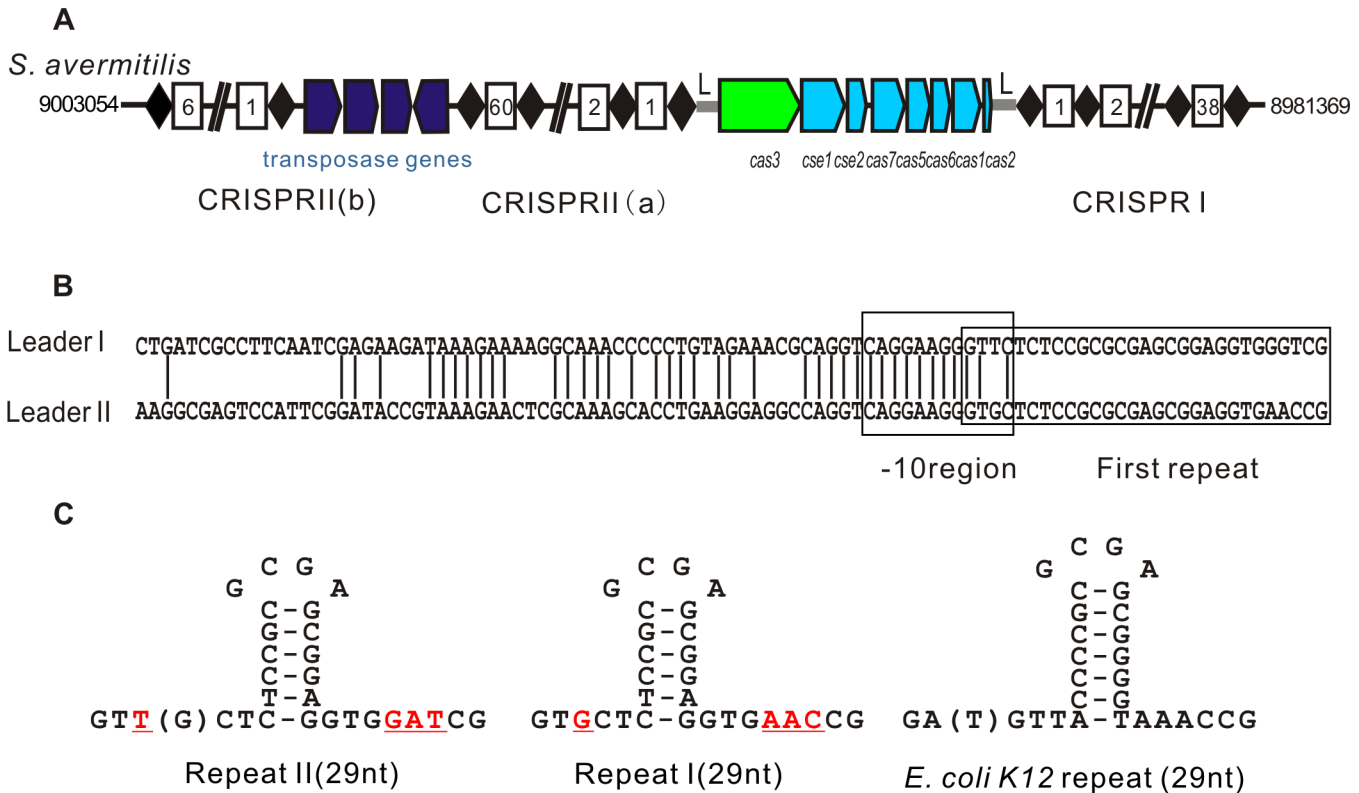 A
S. avermitilis
9003054 6 1 60 2 1 L L 1 2 38 8981369
transposase genes
cas3 cse1 cse2 cas7 cas5 cas6 cas1 cas2
CRISPRII(b) CRISPRII（a） CRISPR I
B
Leader I CTGATCGCCTTCAATCGAGAAGATAAAGAAAAGGCAAACCCCCTGTAGAAACGCAGGTCAGGAAGGGTTCTCTCCGCGCGAGCGGAGGTGGGTCG
Leader II AAGGCGAGTCCATTCGGATACCGTAAAGAACTCGCAAAGCACCTGAAGGAGGCCAGGTCAGGAAGGGTGCTCTCCGCGCGAGCGGAGGTGAACCG
-10region First repeat
C
C G C G C G
G A G A G A
C-G C-G C-G
G-C G-C G-C
C-G C-G C-G
C-G C-G C-G
T-A T-A C-G
C-G
GTT(G)CTC-GGTGGATCG GTGCTC-GGTGAACCG GA(T)GTTA-TAAACCG
Repeat II(29nt) Repeat I(29nt) E. coli K12 repeat (29nt)